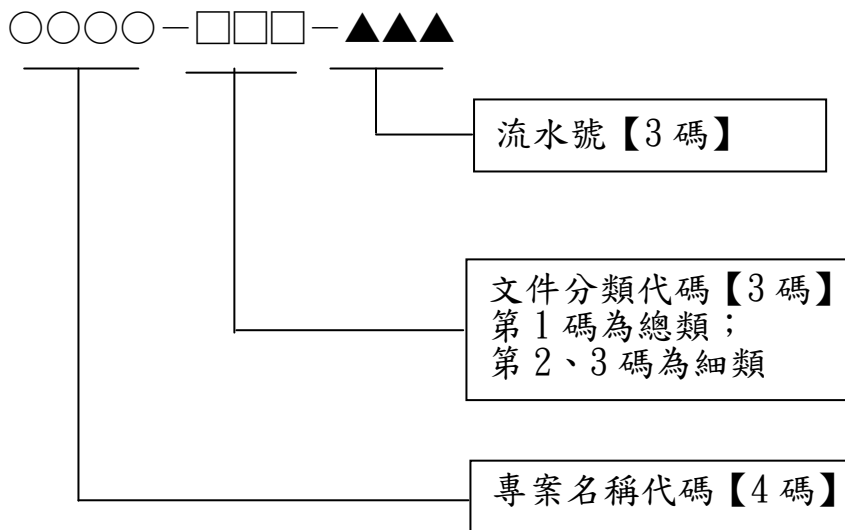 ○○○○－□□□－▲▲▲
流水號【3碼】
文件分類代碼【3碼】
第1碼為總類；
第2、3碼為細類
專案名稱代碼【4碼】